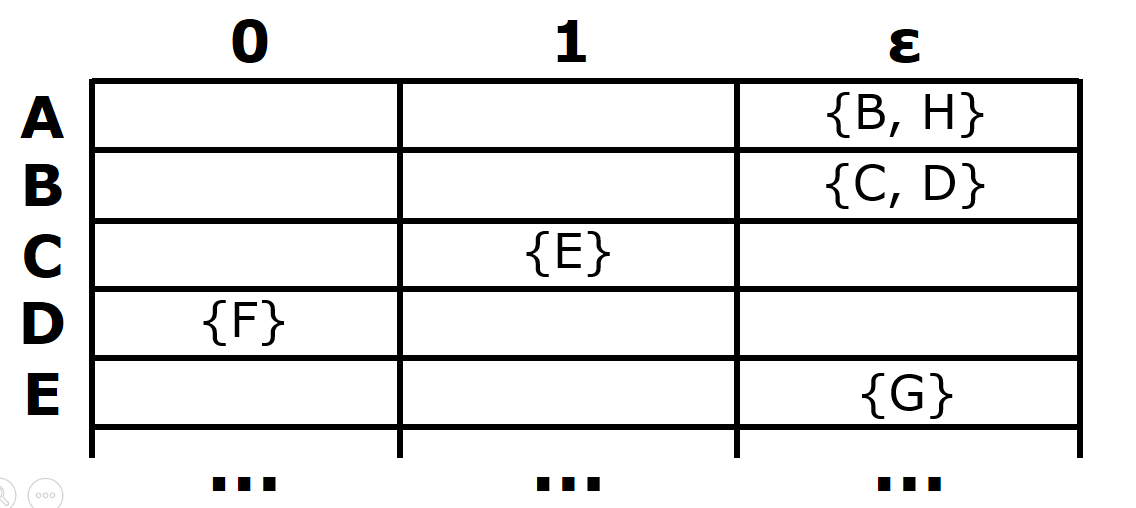 0 1 ε
A {B, H}
B {C, D}
C {E}
D {F}
E {G}
... ... ...